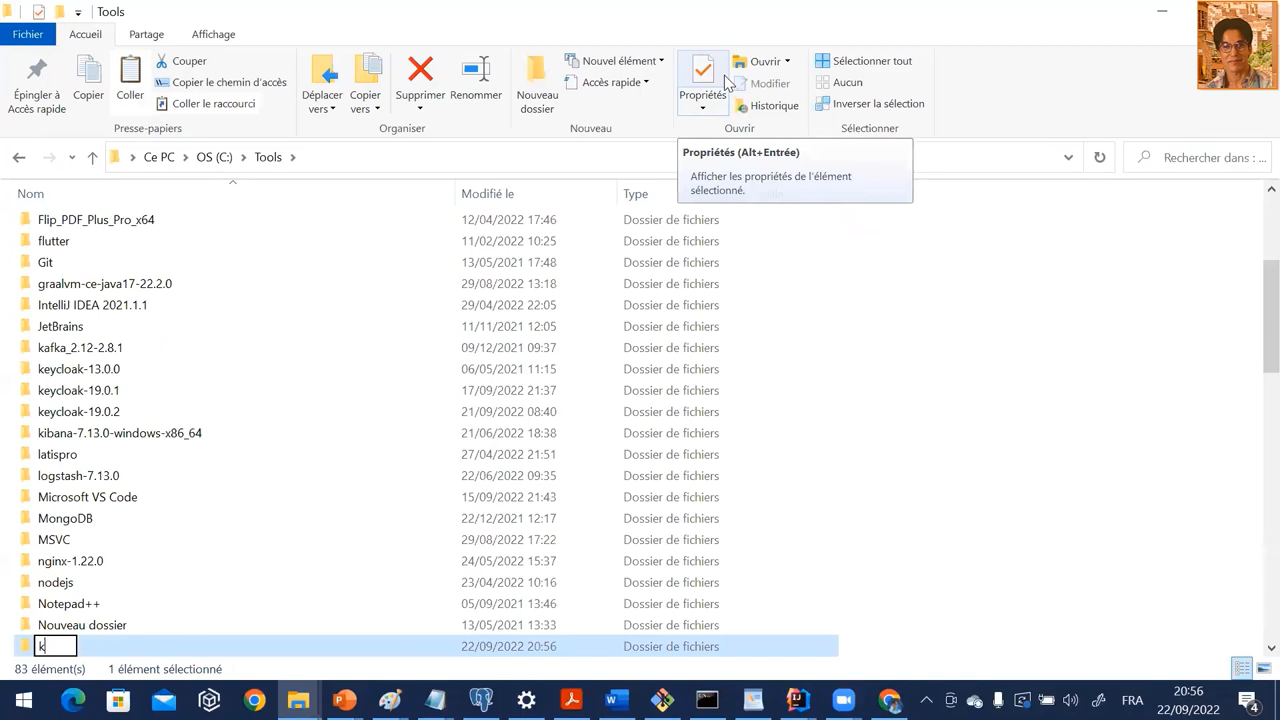 Tools
Fichier Accueil Partage Affichage
Épingler à Accès rapide
Copier
Coller
Couper
Copier le chemin d'accès
Coller le raccourci
Presse-papiers
Déplacer vers
Copier vers
Supprimer
Renommer
Organiser
Nouveau dossier
Nouvel élément
Accès rapide
Nouveau
Propriétés
Ouvrir
Modifier
Historique
Ouvrir
Sélectionner tout
Aucun
Inverser la sélection
Sélectionner
Ce PC > OS (C:) > Tools >
Rechercher dans : ...
Propriétés (Alt+Entrée)
Afficher les propriétés de l'élément
sélectionné.
Nom Modifié le Type
Flip_PDF_Plus_Pro_x64 12/04/2022 17:46 Dossier de fichiers
flutter 11/02/2022 10:25 Dossier de fichiers
Git 13/05/2021 17:48 Dossier de fichiers
graalvm-ce-java17-22.2.0 29/08/2022 13:18 Dossier de fichiers
IntelliJ IDEA 2021.1.1 29/04/2022 22:05 Dossier de fichiers
JetBrains 11/11/2021 12:05 Dossier de fichiers
kafka_2.12-2.8.1 09/12/2021 09:37 Dossier de fichiers
keycloak-13.0.0 06/05/2021 11:15 Dossier de fichiers
keycloak-19.0.1 17/09/2022 21:37 Dossier de fichiers
keycloak-19.0.2 21/09/2022 08:40 Dossier de fichiers
kibana-7.13.0-windows-x86_64 21/06/2022 18:38 Dossier de fichiers
latispro 27/04/2022 21:51 Dossier de fichiers
logstash-7.13.0 22/06/2022 09:35 Dossier de fichiers
Microsoft VS Code 15/09/2022 21:43 Dossier de fichiers
MongoDB 22/12/2021 12:17 Dossier de fichiers
MSVC 29/08/2022 17:22 Dossier de fichiers
nginx-1.22.0 24/05/2022 15:37 Dossier de fichiers
nodejs 23/04/2022 10:16 Dossier de fichiers
Notepad++ 05/09/2021 13:46 Dossier de fichiers
Nouveau dossier 13/05/2021 13:33 Dossier de fichiers
k 22/09/2022 20:56 Dossier de fichiers
83 élément(s) 1 élément sélectionné
FRA
20:56
22/09/2022
4